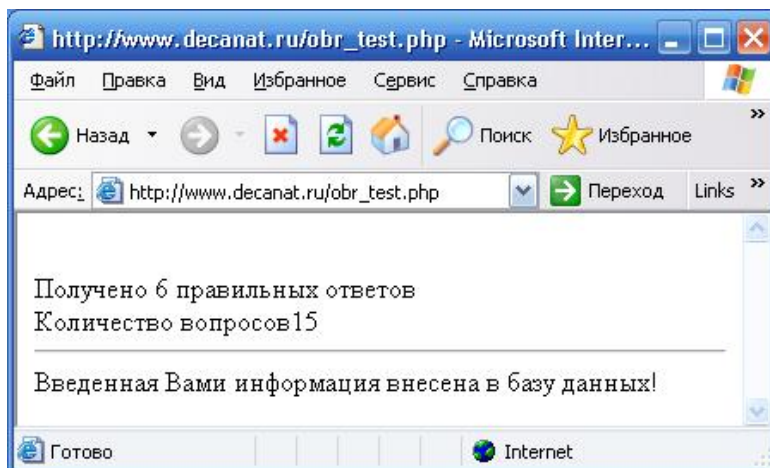 http://www.decanat.ru/obr_test.php - Microsoft Inter...
Файл Правка Вид Избранное Сервис Справка
Назад Поиск Избранное »
Адрес: http://www.decanat.ru/obr_test.php Переход Links »
Получено 6 правильных ответов
Количество вопросов15
Введенная Вами информация внесена в базу данных!
Готово Internet